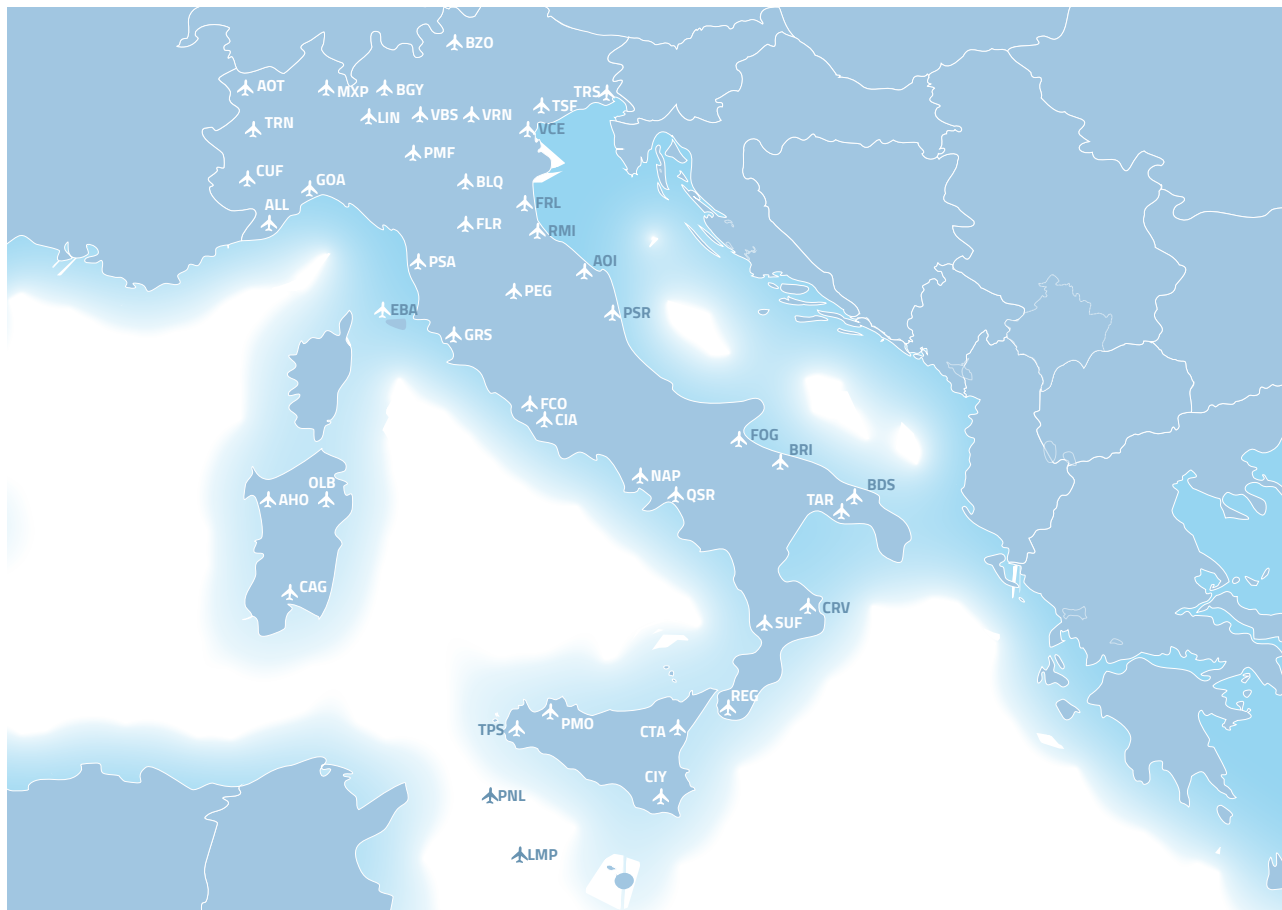 BZO
AOT
MXP
BGY
TRS
TSF
LIN
VBS
VRN
TRN
VCE
PMF
CUF
GOA
BLQ
ALL
FRL
FLR
RMI
PSA
AOI
PEG
EBA
PSR
GRS
FCO
CIA
FOG
BRI
NAP
OLB
BDS
AHO
QSR
TAR
CAG
CRV
SUF
REG
TPS
PMO
CTA
CIY
PNL
LMP